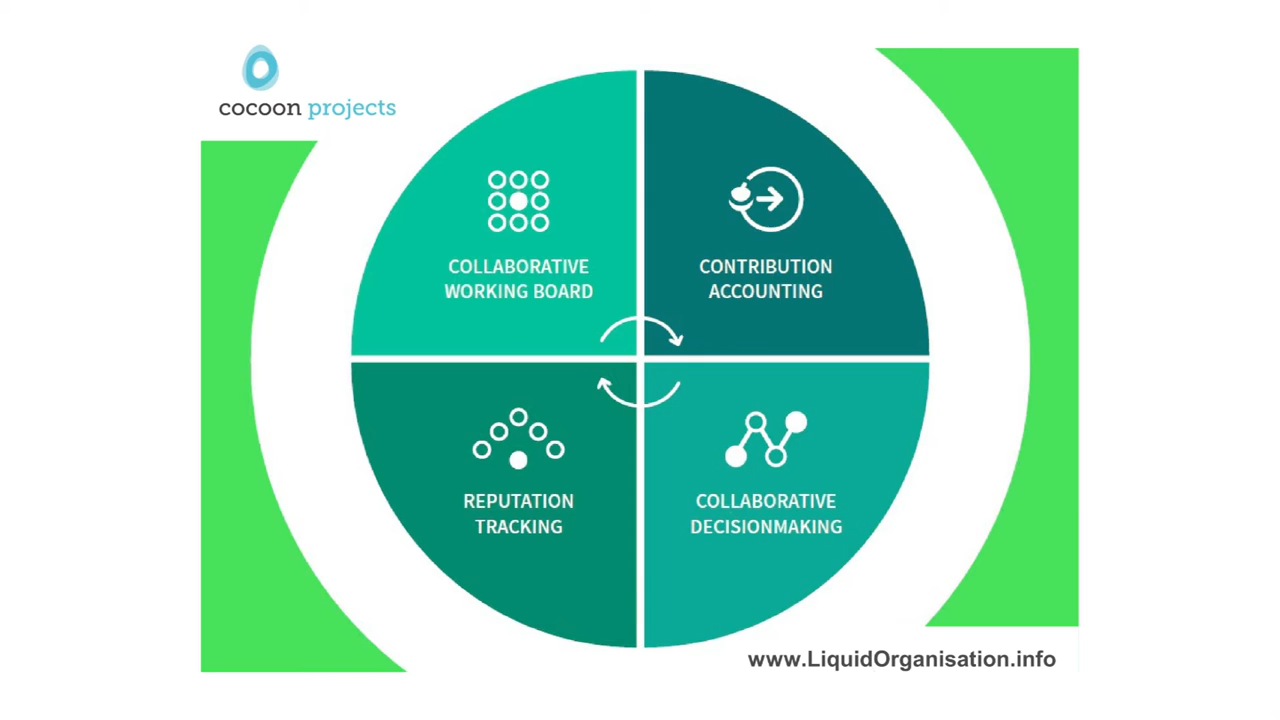 cocoon projects
COLLABORATIVE
WORKING BOARD
CONTRIBUTION
ACCOUNTING
REPUTATION
TRACKING
COLLABORATIVE
DECISIONMAKING
www.LiquidOrganisation.info